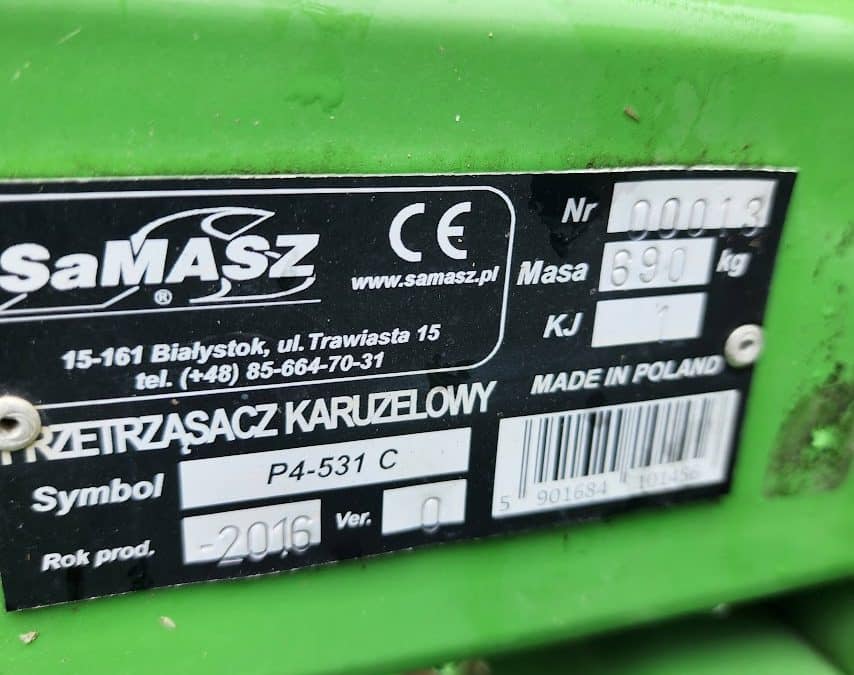 SaMASZ
®
CE
www.samasz.pl
15-161 Białystok, ul. Trawiasta 15
tel. (+48) 85-664-70-31
Nr 00013
Masa 690 kg
KJ 1
MADE IN POLAND
PRZETRZĄSACZ KARUZELOWY
Symbol P4-531 C
Rok prod. -2016 Ver. 0
5 901684 101456